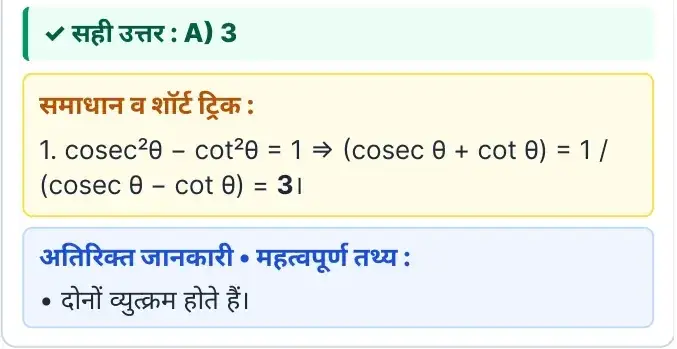 ✓ सही उत्तर : A) 3
समाधान व शॉर्ट ट्रिक :
1. cosec²θ − cot²θ = 1 ⇒ (cosec θ + cot θ) = 1 /
(cosec θ − cot θ) = 3।
अतिरिक्त जानकारी • महत्वपूर्ण तथ्य :
• दोनों व्युत्क्रम होते हैं।